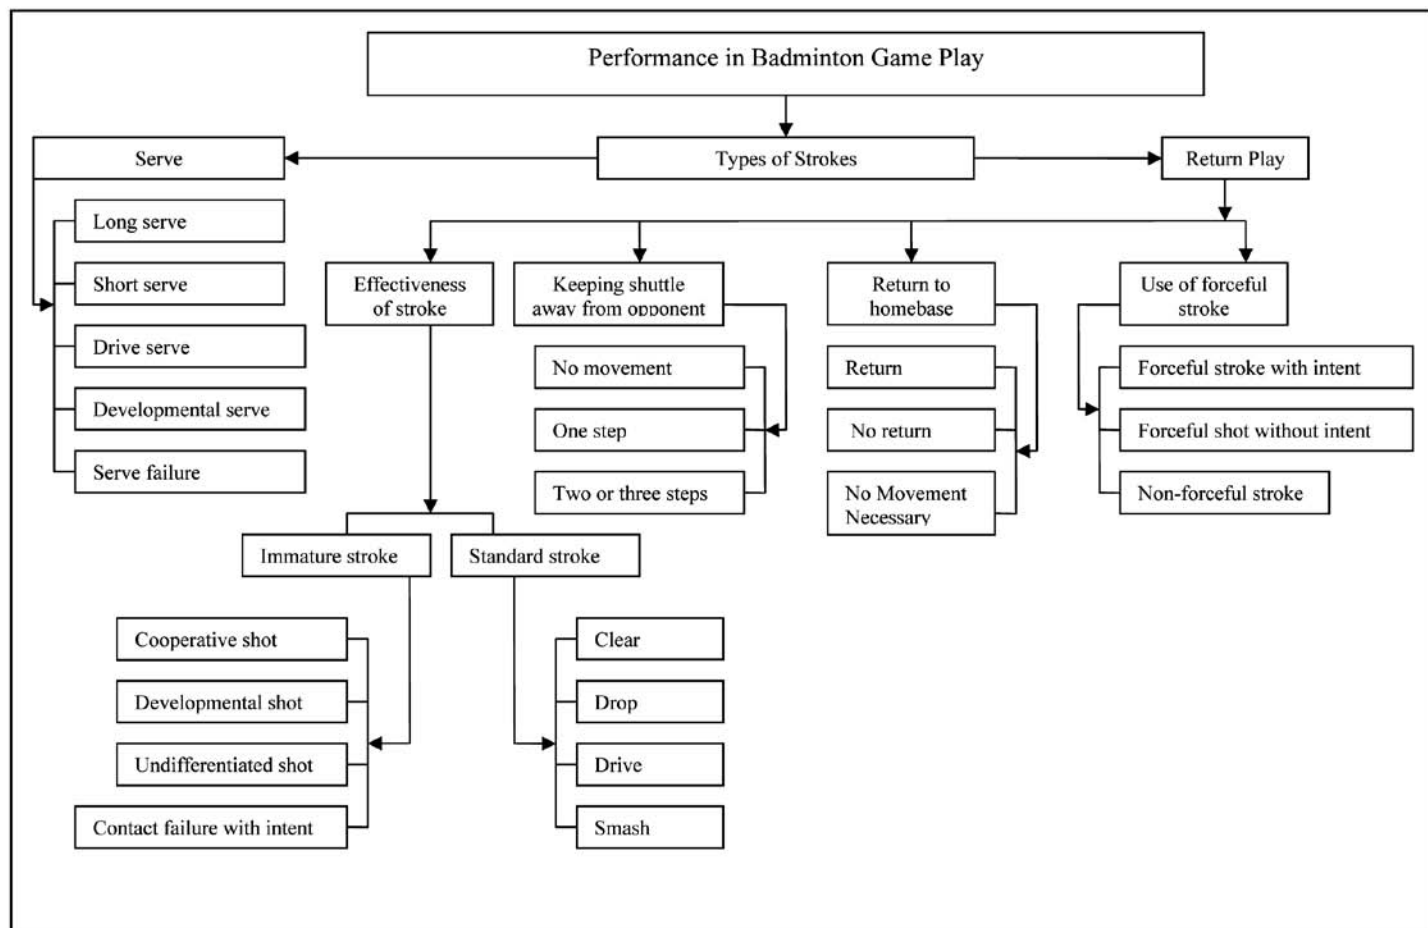 Performance in Badminton Game Play
Serve
Types of Strokes
Return Play
Long serve
Short serve
Drive serve
Developmental serve
Serve failure
Effectiveness
of stroke
Keeping shuttle
away from opponent
Return to
homebase
Use of forceful
stroke
No movement
One step
Two or three steps
Return
No return
No Movement
Necessary
Forceful stroke with intent
Forceful shot without intent
Non-forceful stroke
Immature stroke
Standard stroke
Cooperative shot
Developmental shot
Undifferentiated shot
Contact failure with intent
Clear
Drop
Drive
Smash